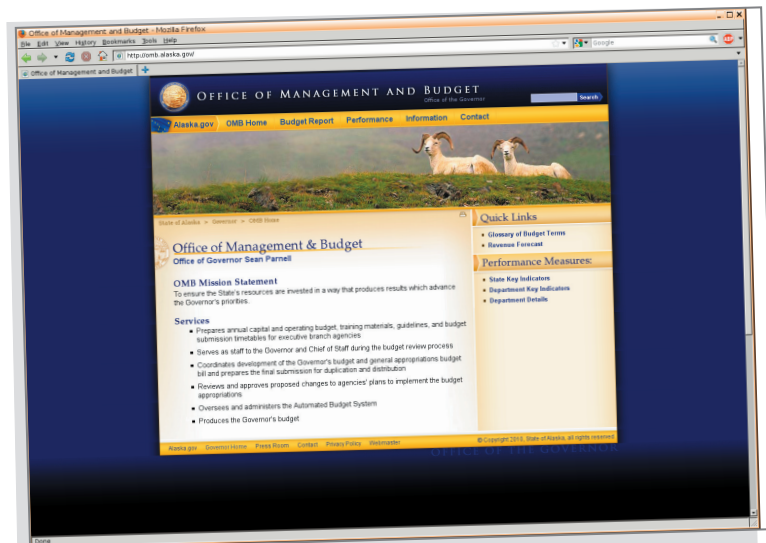 Office of Management and Budget - Mozilla Firefox
File Edit View History Bookmarks Tools Help
http://omb.alaska.gov/
Google
ABP
Office of Management and Budget
OFFICE OF MANAGEMENT AND BUDGET
Office of the Governor
Search
Alaska.gov OMB Home Budget Report Performance Information Contact
State of Alaska > Governor > OMB Home
Office of Management & Budget
Office of Governor Sean Parnell
OMB Mission Statement
To ensure the State's resources are invested in a way that produces results which advance
the Governor's priorities.
Services
Prepares annual capital and operating budget, training materials, guidelines, and budget
submission timetables for executive branch agencies
Serves as staff to the Governor and Chief of Staff during the budget review process
Coordinates development of the Governor's budget and general appropriations budget
bill and prepares the final submission for duplication and distribution
Reviews and approves proposed changes to agencies' plans to implement the budget
appropriations
Oversees and administers the Automated Budget System
Produces the Governor's budget
Quick Links
Glossary of Budget Terms
Revenue Forecast
Performance Measures:
State Key Indicators
Department Key Indicators
Department Details
Alaska.gov Governor Home Press Room Contact Privacy Policy Webmaster
© Copyright 2010, State of Alaska, all rights reserved
OFFICE OF THE GOVERNOR
Done